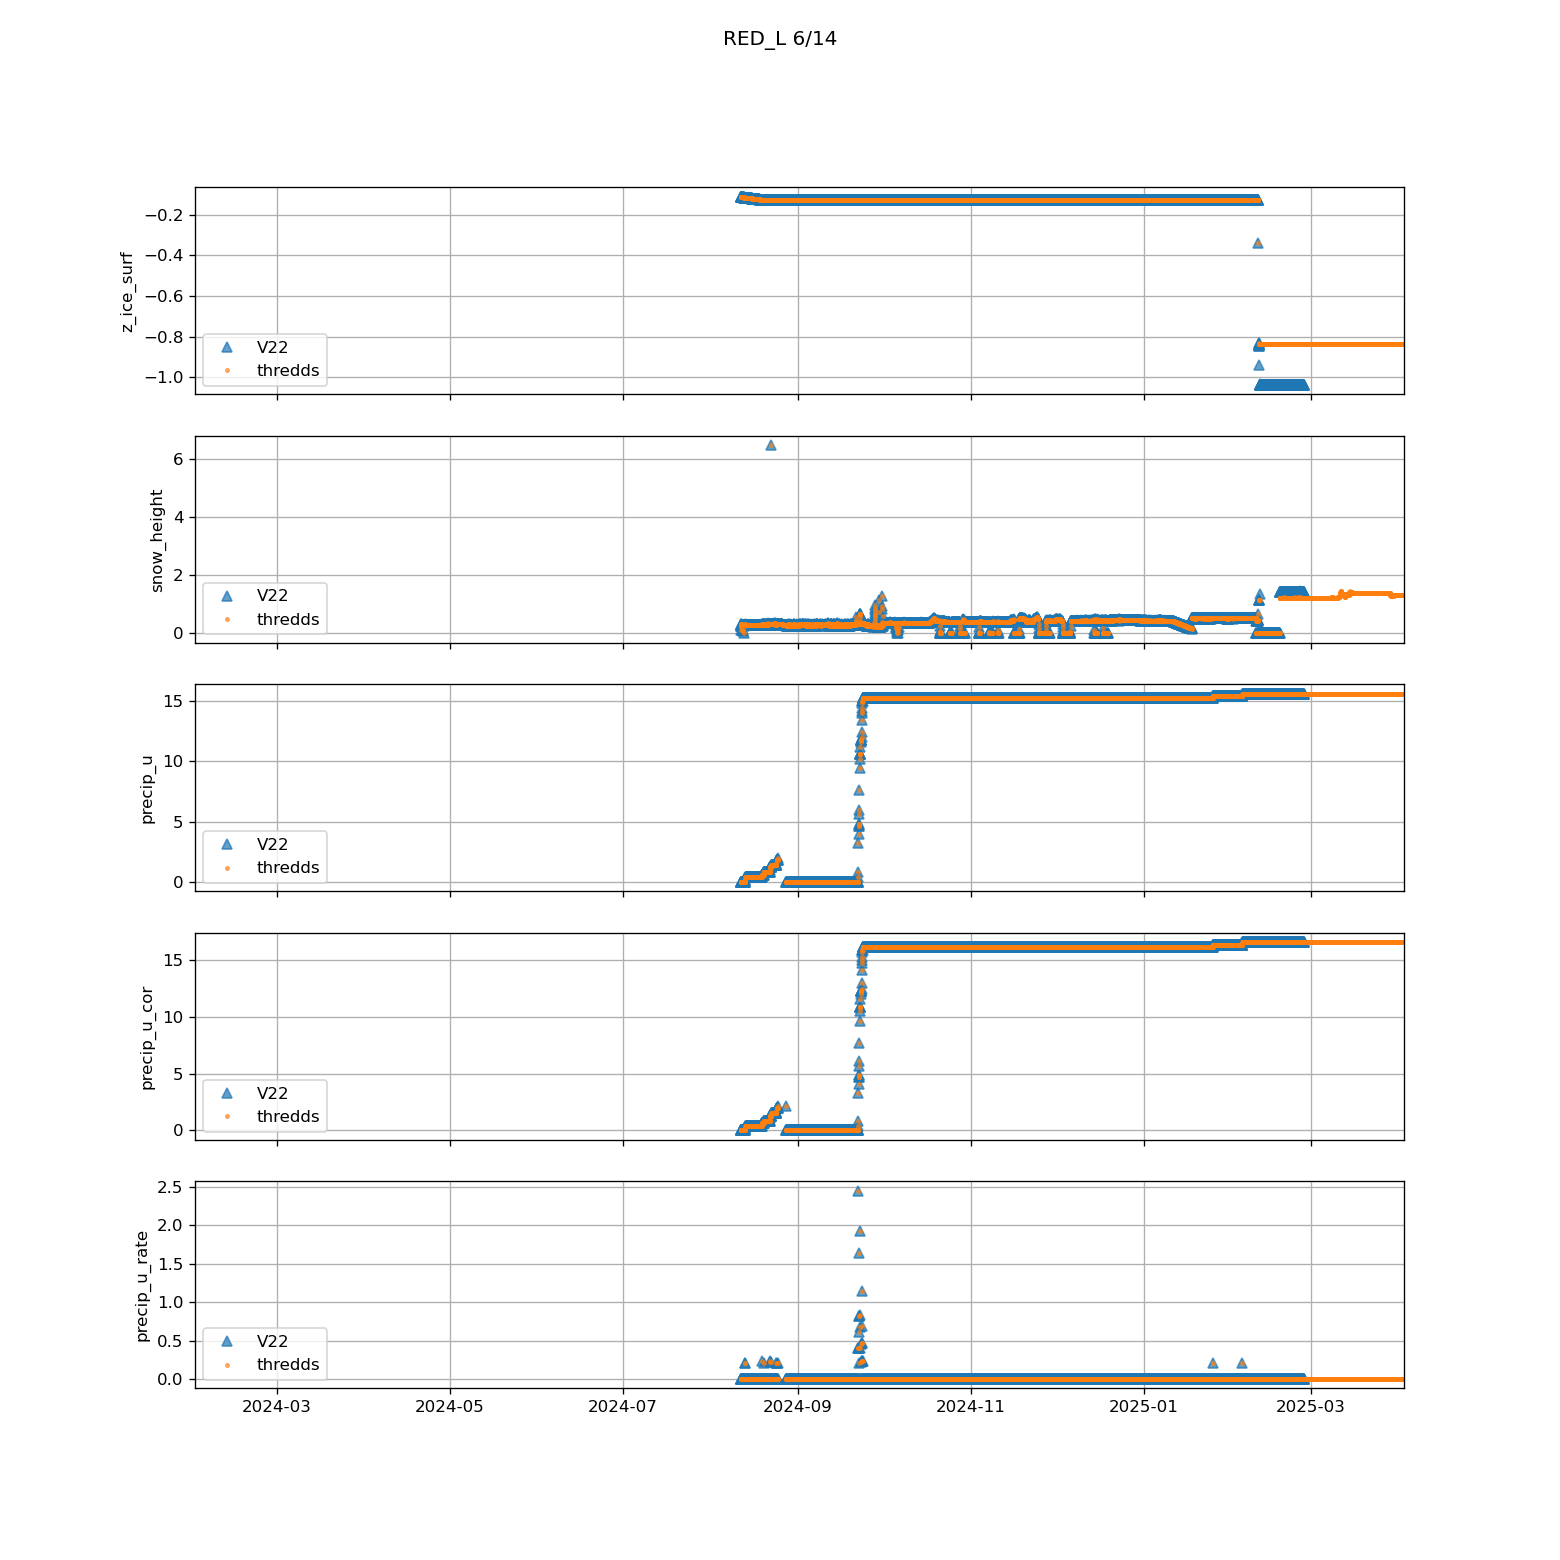 RED_L 6/14
−0.2
−0.4
−0.6
−0.8
−1.0
z_ice_surf
V22
thredds
6
4
2
0
snow_height
V22
thredds
15
10
5
0
precip_u
V22
thredds
15
10
5
0
precip_u_cor
V22
thredds
2.5
2.0
1.5
1.0
0.5
0.0
precip_u_rate
V22
thredds
2024-03 2024-05 2024-07 2024-09 2024-11 2025-01 2025-03